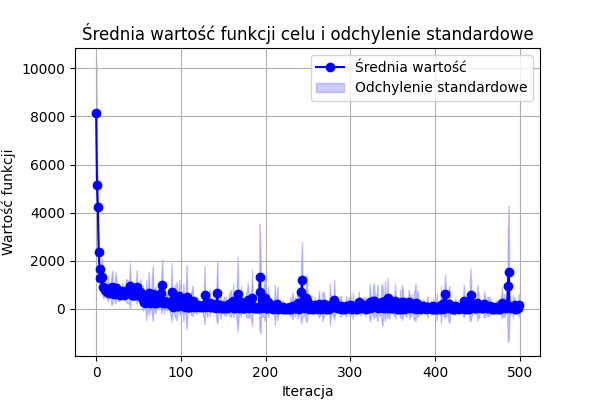 Średnia wartość funkcji celu i odchylenie standardowe
Średnia wartość
Odchylenie standardowe
Wartość funkcji
10000
8000
6000
4000
2000
0
0 100 200 300 400 500
Iteracja